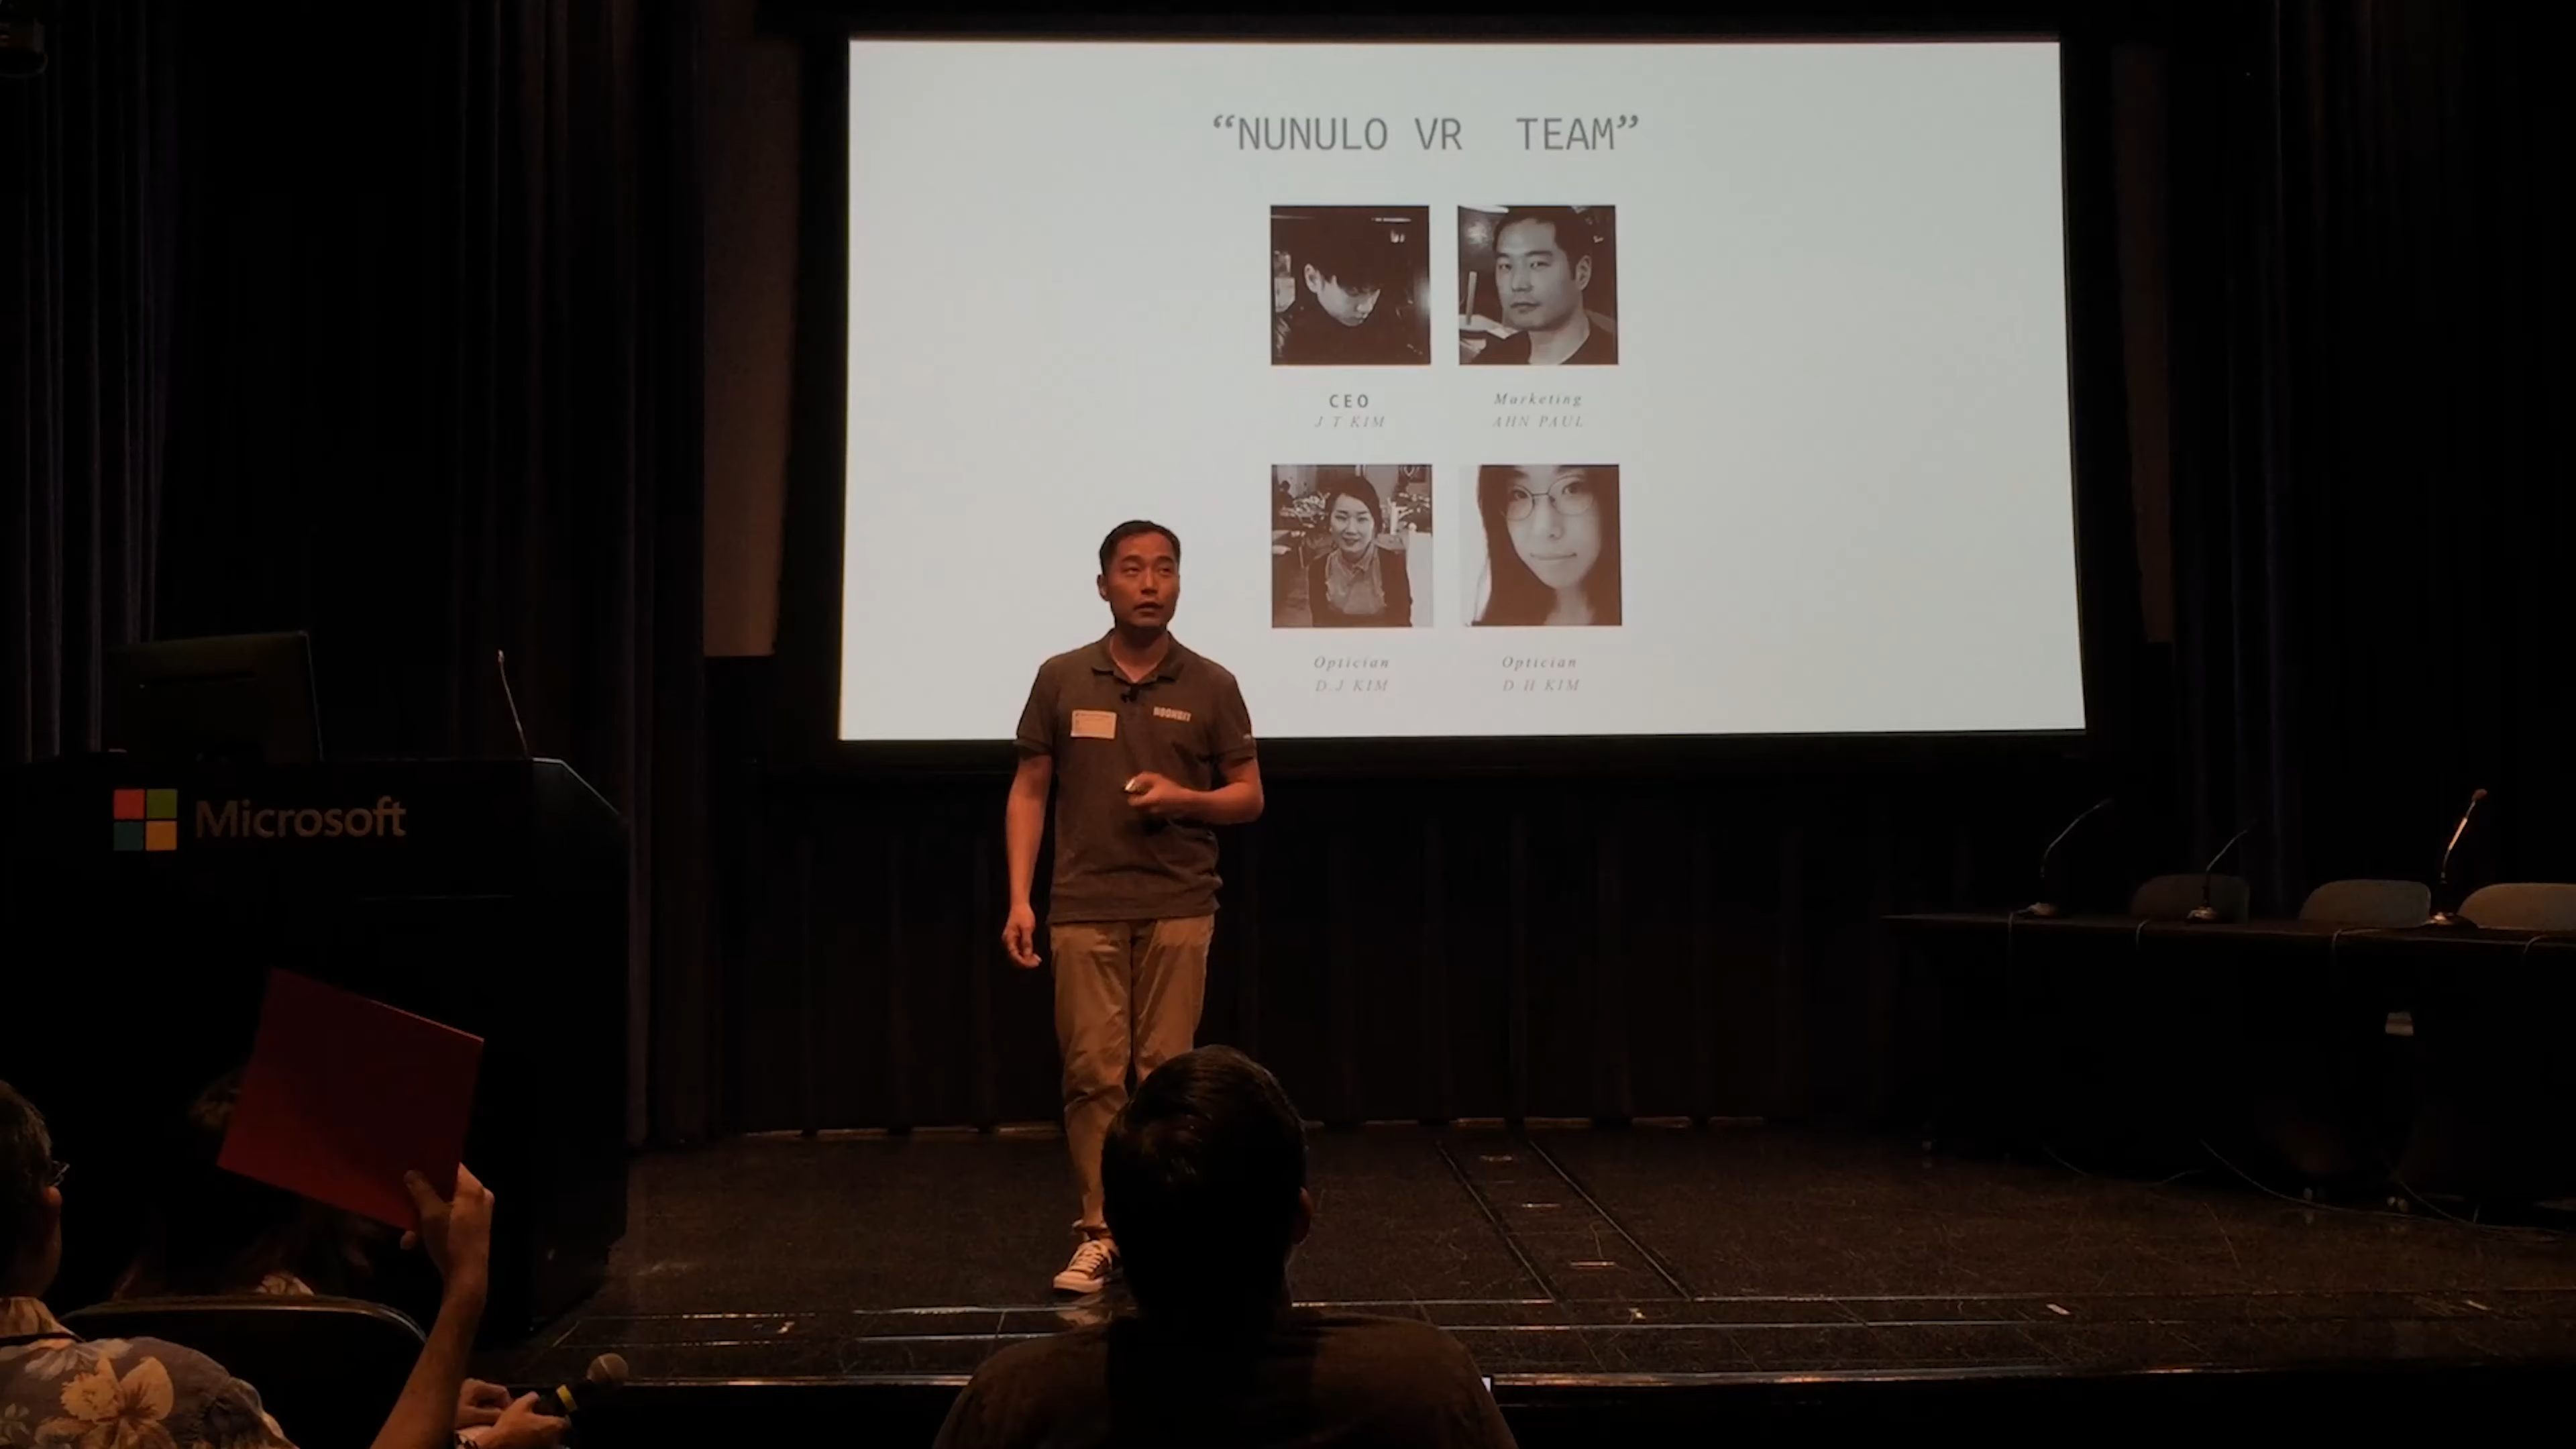 “NUNULO VR TEAM”
CEO
J T KIM
Marketing
AHN PAUL
Optician
D.J KIM
Optician
D H KIM
Microsoft